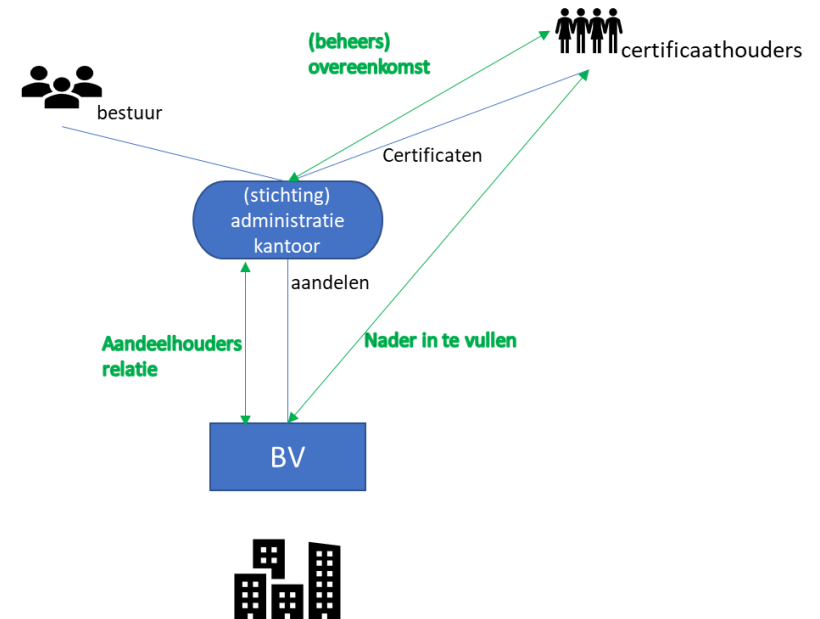 (beheers)
overeenkomst
certificaathouders
bestuur
Certificaten
(stichting)
administratie
kantoor
aandelen
Aandeelhouders
relatie
Nader in te vullen
BV